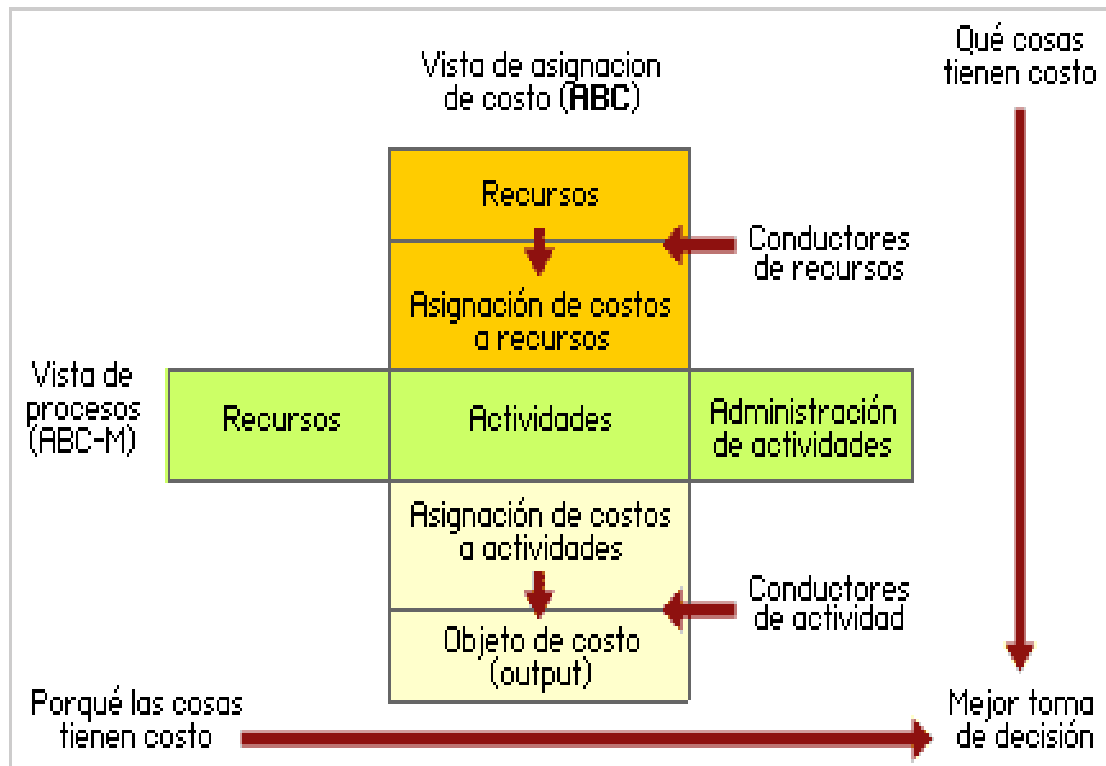 Qué cosas
tienen costo
Vista de asignacion
de costo (ABC)
Recursos
Conductores
de recursos
Asignación de costos
a recursos
Vista de
procesos
(ABC-M)
Recursos
Actividades
Administración
de actividades
Asignación de costos
a actividades
Conductores
de actividad
Objeto de costo
(output)
Porqué las cosas
tienen costo
Mejor toma
de decisión